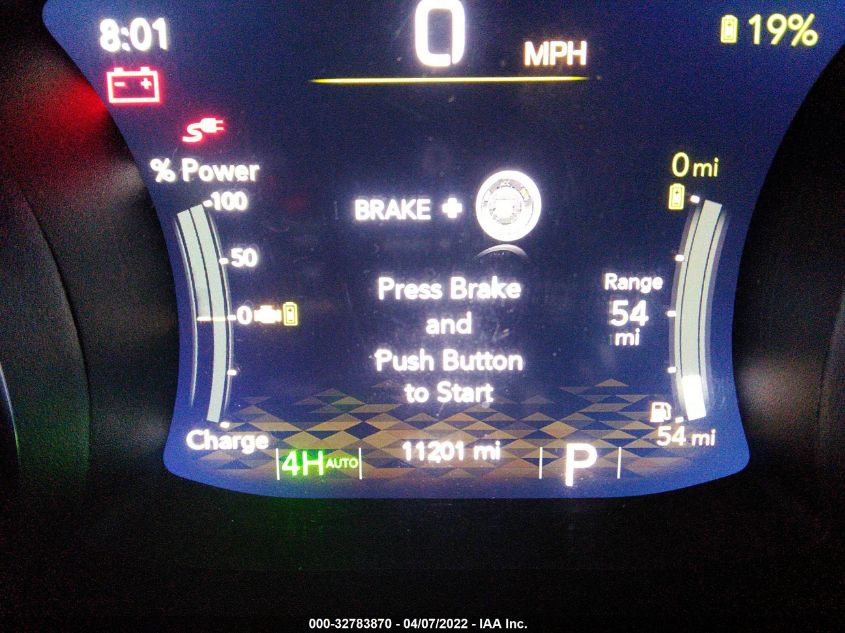 8:01
0
MPH
19%
% Power
100
50
0
Charge
BRAKE +
Press Brake
and
Push Button
to Start
0 mi
Range
54
mi
54 mi
4H AUTO
11201 mi
P
000-32783870 - 04/07/2022 - IAA Inc.